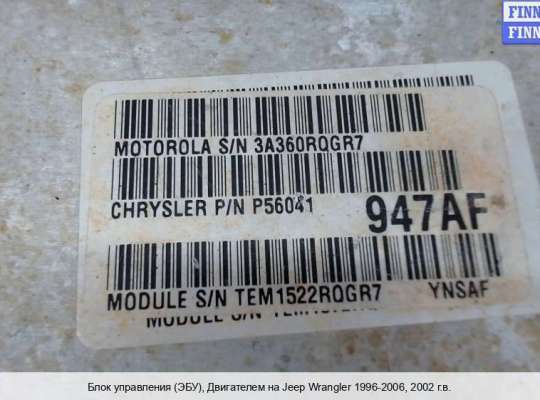 FINN
FINN
MOTOROLA S/N 3A360RQGR7
CHRYSLER P/N P56041 947AF
MODULE S/N TEM1522RQGR7 YNSAF
MODULE S/N
Блок управления (ЭБУ), Двигателем на Jeep Wrangler 1996-2006, 2002 г.в.